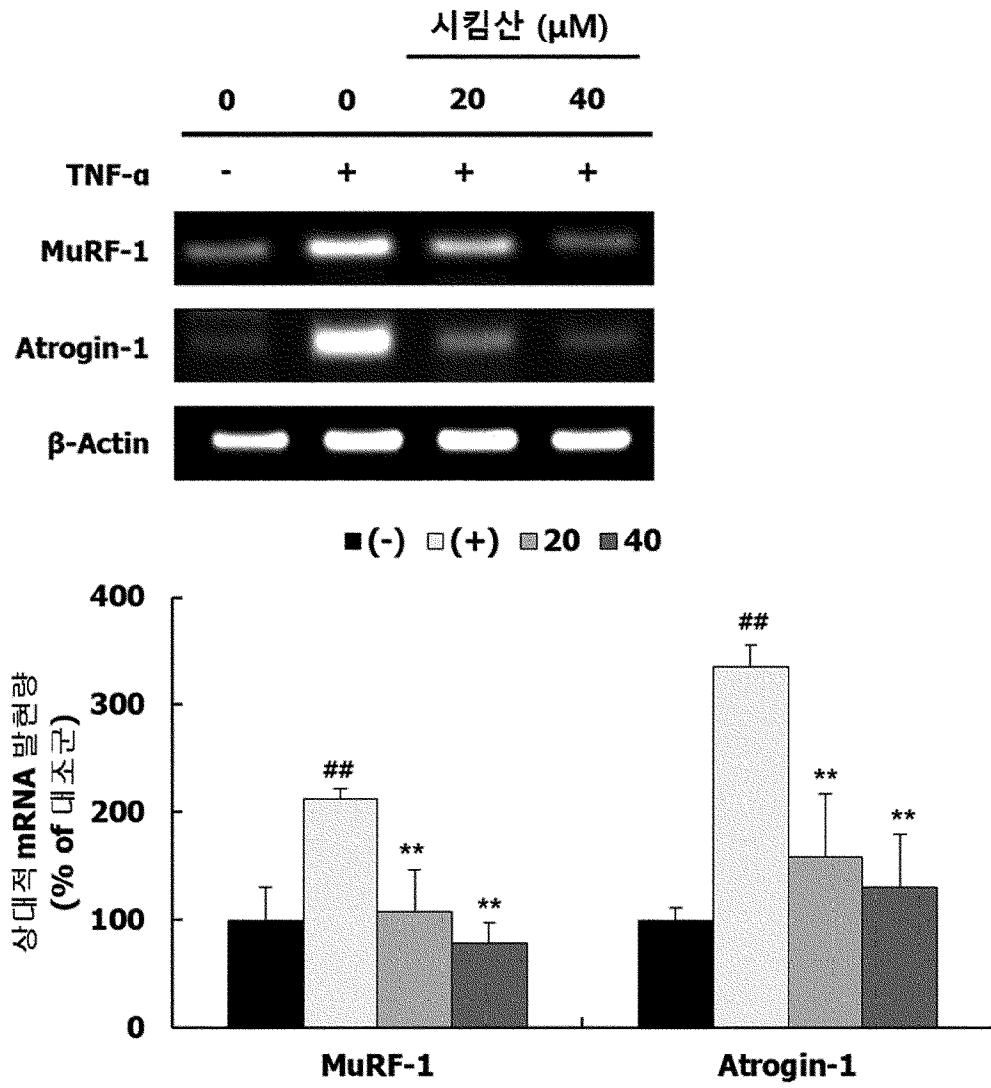 시킴산 (μM)
0 0 20 40
TNF-α - + + +
MuRF-1
Atrogin-1
β-Actin
(-) (+) 20 40
상대적 mRNA 발현량
(% of 대조군)
400
300
200
100
0
##
**
**
##
**
**
MuRF-1 Atrogin-1